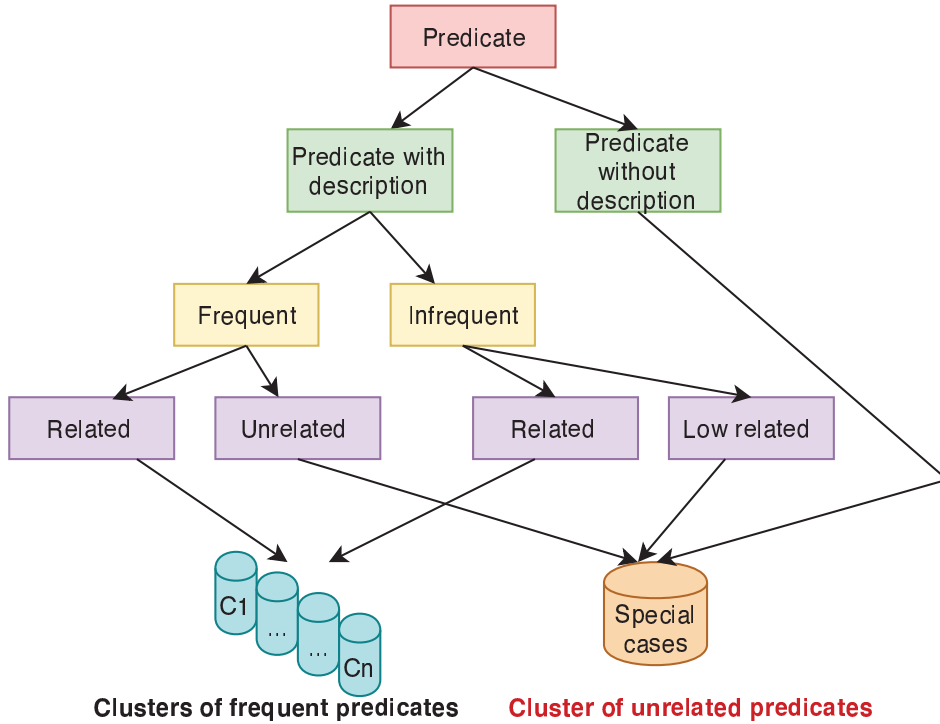 Predicate
Predicate with
description
Predicate
without
description
Frequent
Infrequent
Related
Unrelated
Related
Low related
C1
...
...
Cn
Special
cases
Clusters of frequent predicates
Cluster of unrelated predicates